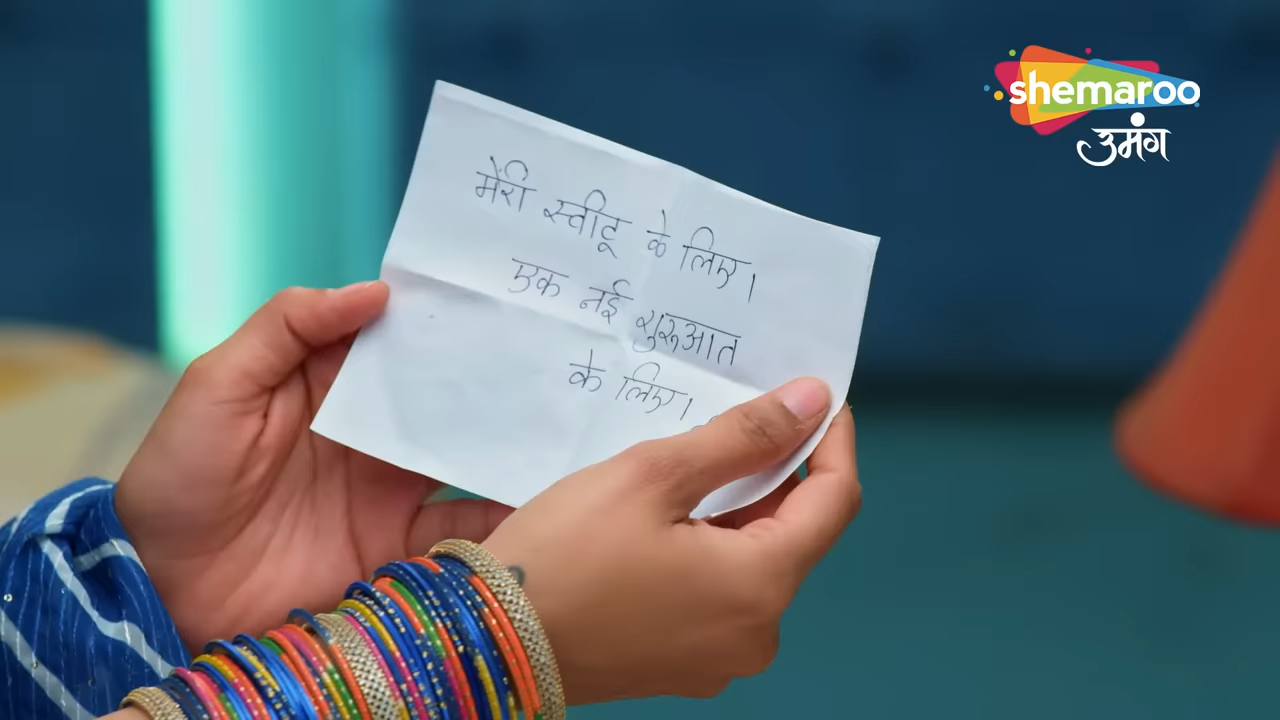 shemaroo
उमंग
मेरी स्वीटू के लिए।
एक नई शुरूआत
के लिए।